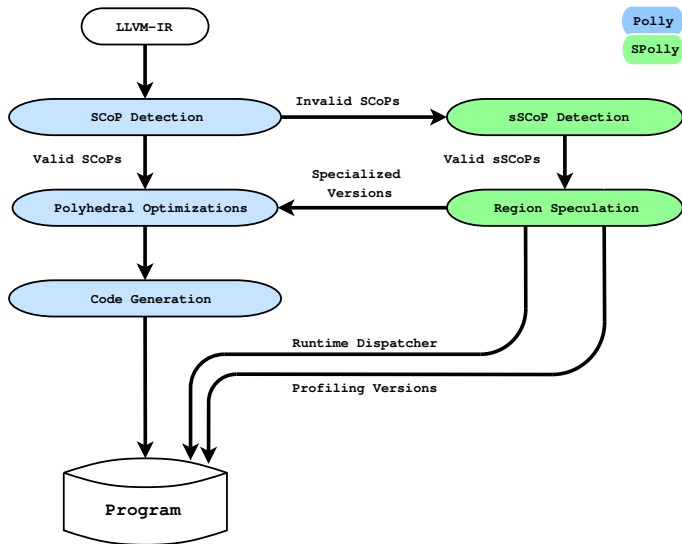 LLVM-IR
Polly
SPolly
SCoP Detection
Invalid SCoPs
sSCoP Detection
Valid SCoPs
Valid sSCoPs
Specialized
Versions
Polyhedral Optimizations
Region Speculation
Code Generation
Runtime Dispatcher
Profiling Versions
Program